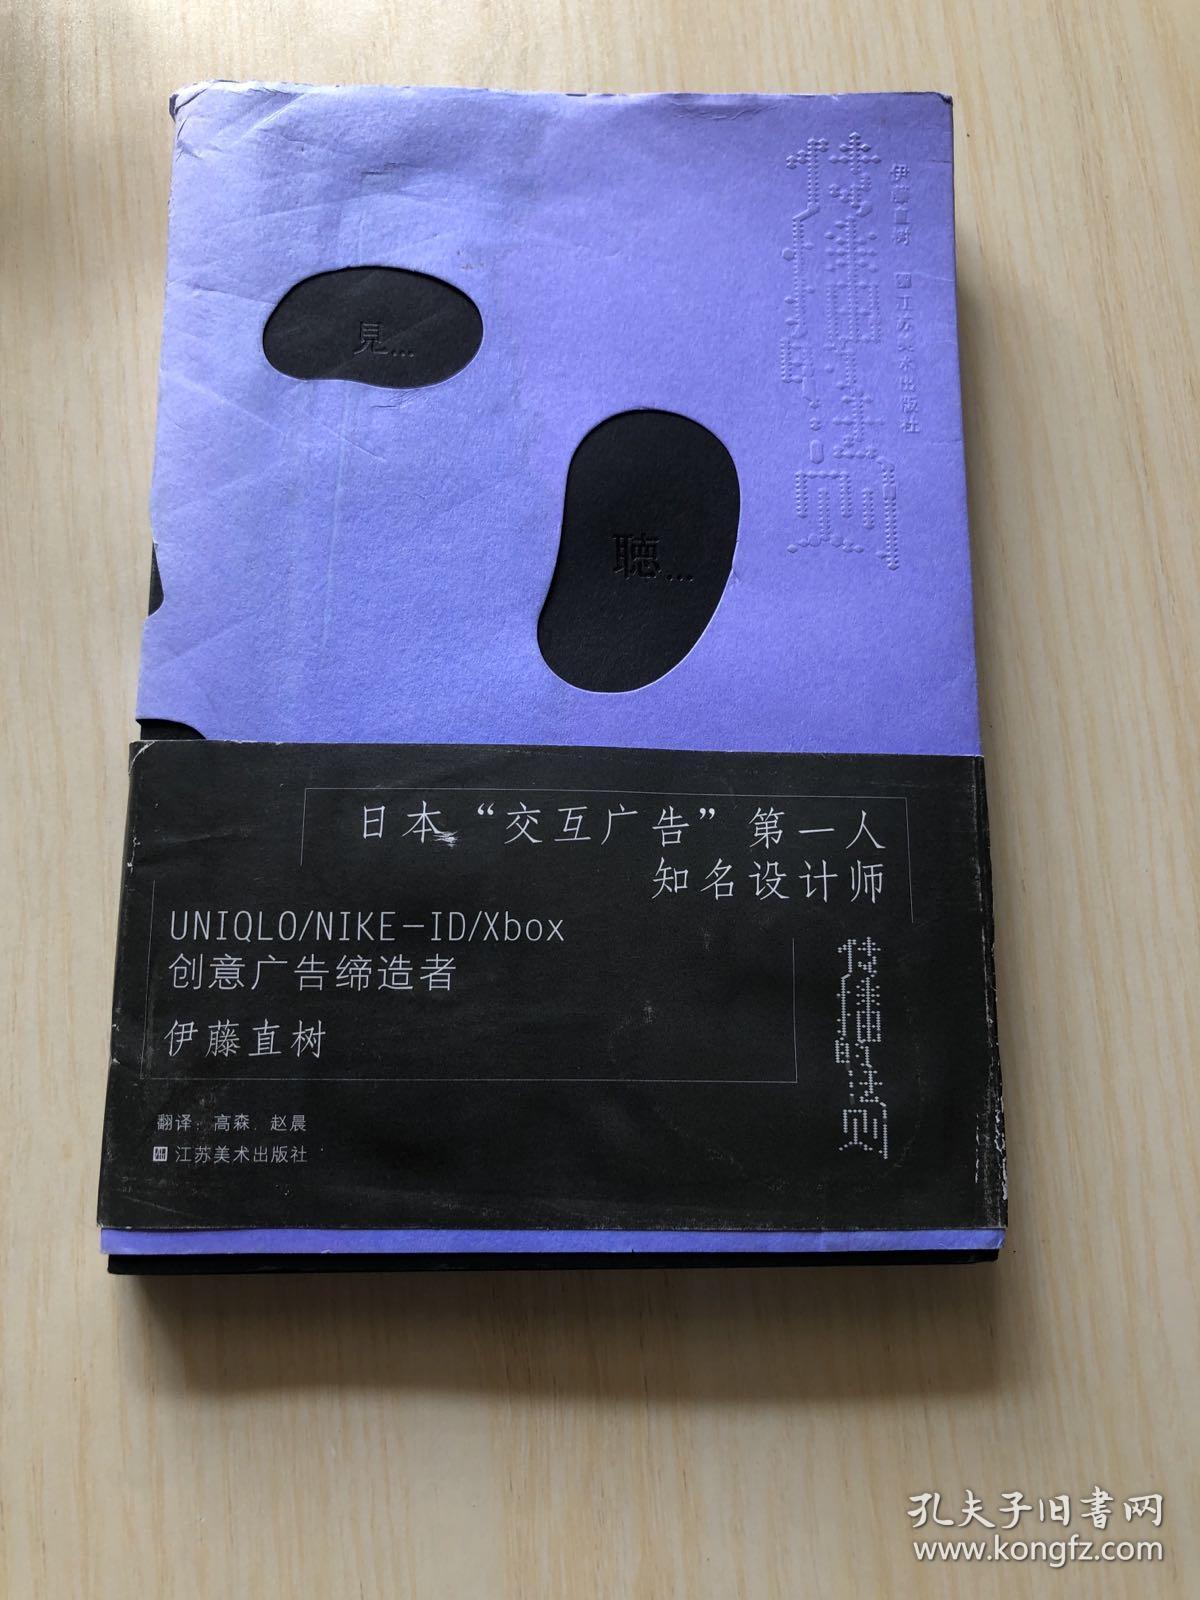 見...
聴...
伊藤直树 江苏美术出版社
日本“交互广告”第一人
知名设计师
UNIQLO/NIKE-ID/Xbox
创意广告缔造者
伊藤直树
的法则
翻译：高森、赵晨
江苏美术出版社
孔夫子旧书网
www.kongfz.com